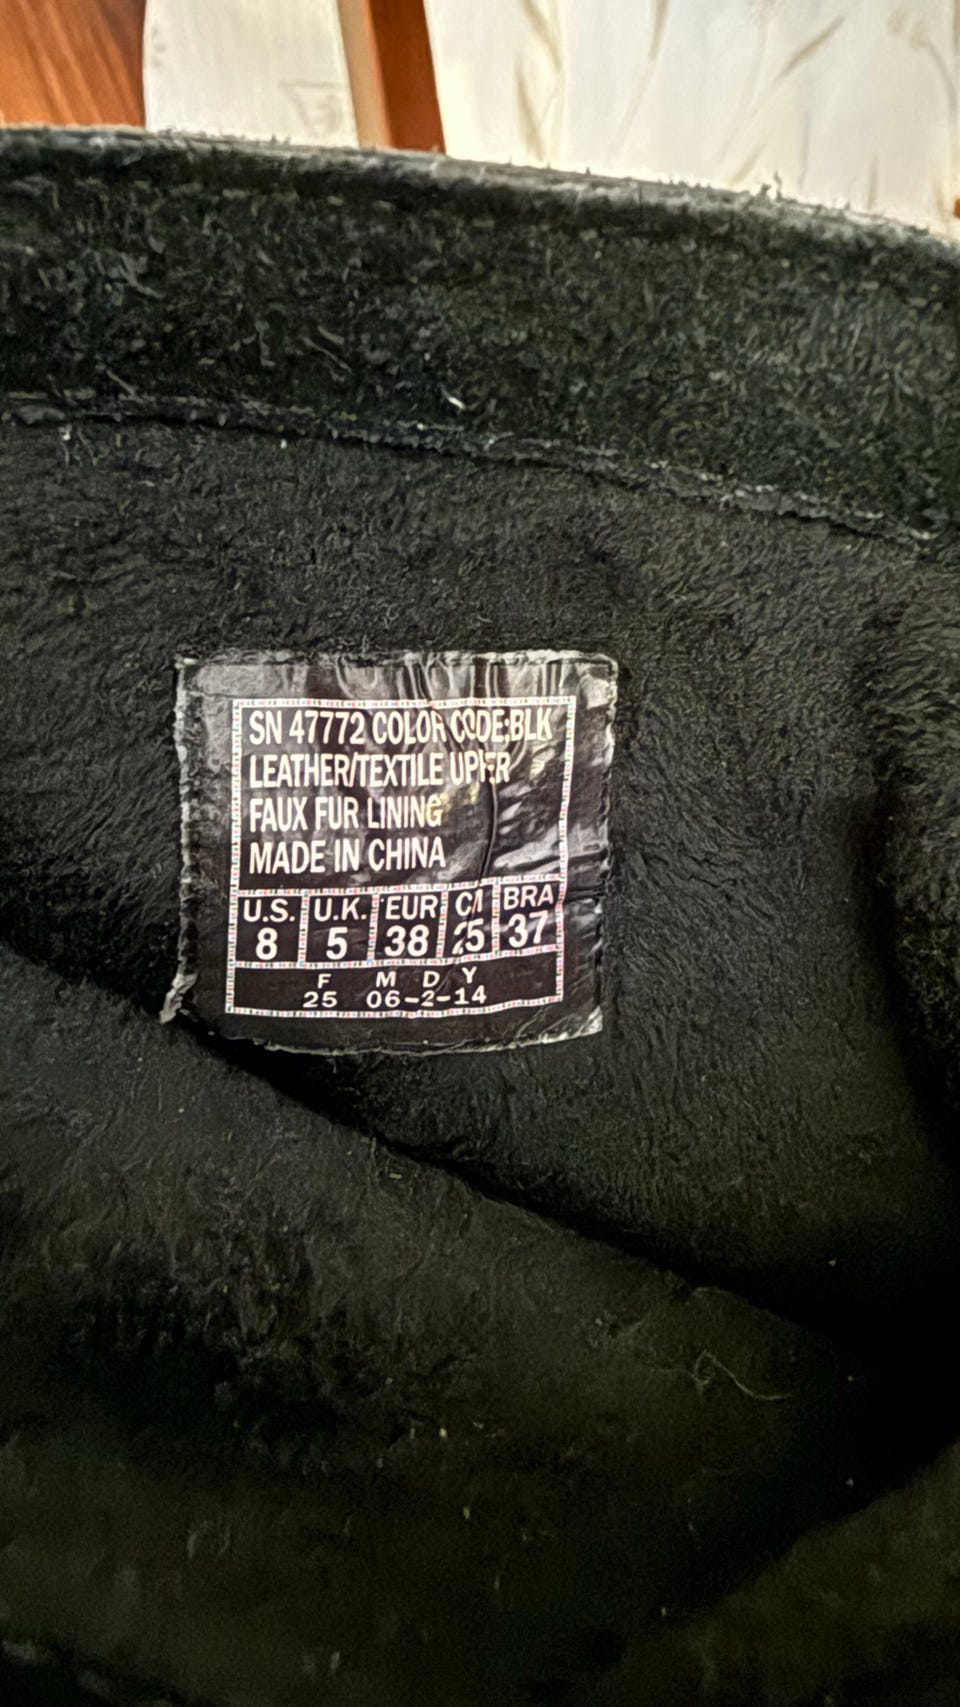 SN 47772 COLOR CODE:BLK
LEATHER/TEXTILE UPPER
FAUX FUR LINING
MADE IN CHINA
U.S. U.K. EUR CM BRA
8 5 38 25 37
F M D Y
25 06-2-14